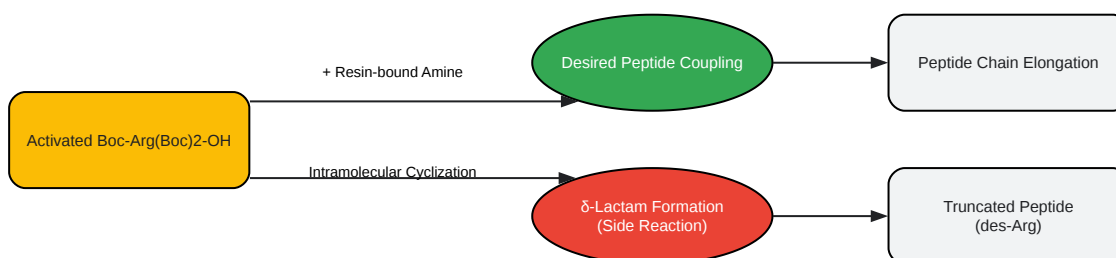 Desired Peptide Coupling
Peptide Chain Elongation
+ Resin-bound Amine
Activated Boc-Arg(Boc)2-OH
Intramolecular Cyclization
δ-Lactam Formation
(Side Reaction)
Truncated Peptide
(des-Arg)